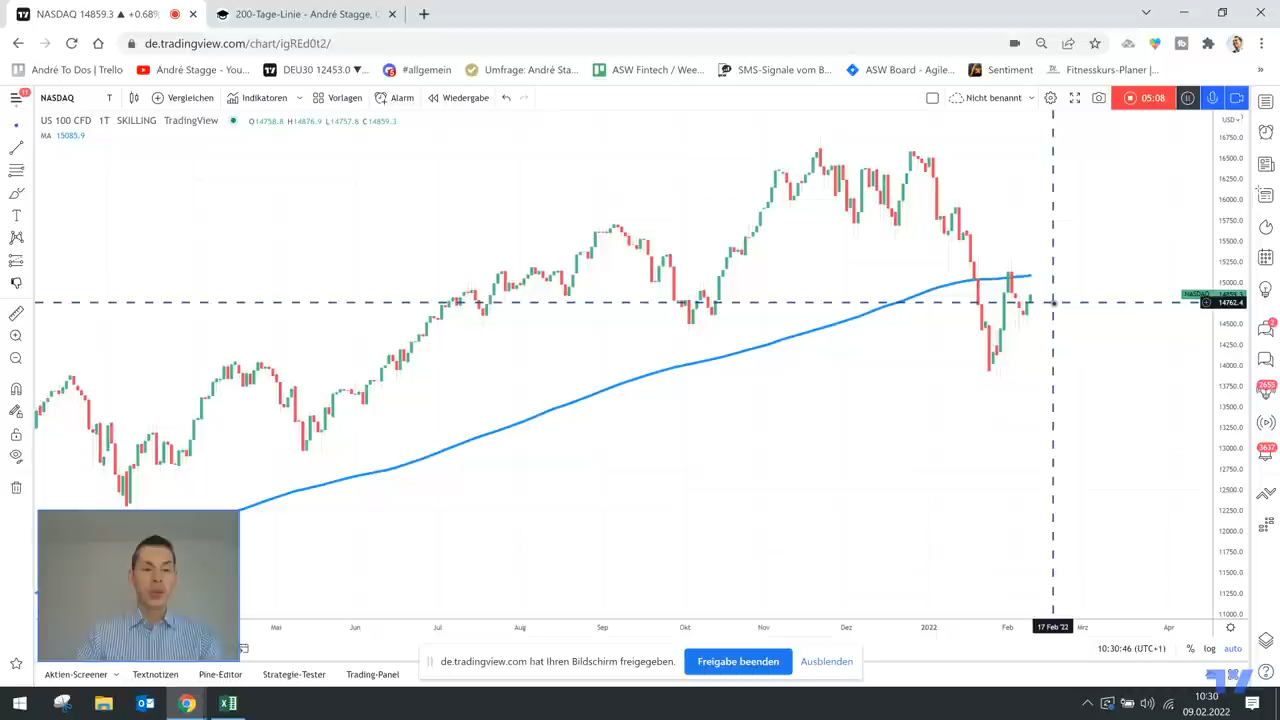 NASDAQ 14859.3 ▲ +0.68%
200-Tage-Linie - André Stagge,
de.tradingview.com/chart/igREd0t2/
André To Dos | Trello
André Stagge - You...
DEU30 12453.0 ▼...
#allgemein
Umfrage: André Sta...
ASW Fintech / Wee...
SMS-Signale vom B...
ASW Board - Agile...
Sentiment
Fitnesskurs-Planer |...
11
NASDAQ
T
Vergleichen
Indikatoren
Vorlagen
Alarm
Wiedergabe
Nicht benannt
05:08
US 100 CFD 1T SKILLING TradingView
O14758.8 H14876.9 L14757.8 C14859.3
USD
MA 15085.9
16750.0
16500.0
16250.0
16000.0
15750.0
15500.0
15250.0
15000.0
NASDAQ
14762.4
14500.0
14250.0
14000.0
13750.0
13500.0
13250.0
13000.0
12750.0
12500.0
12250.0
12000.0
11750.0
11500.0
11250.0
11000.0
2
2655
3637
Mai
Jun
Jul
Aug
Sep
Okt
Nov
Dez
2022
Feb
17 Feb '22
Mrz
Apr
10:30:46 (UTC+1)
%
log
auto
de.tradingview.com hat Ihren Bildschirm freigegeben.
Freigabe beenden
Ausblenden
Aktien-Screener
Textnotizen
Pine-Editor
Strategie-Tester
Trading-Panel
10:30
09.02.2022